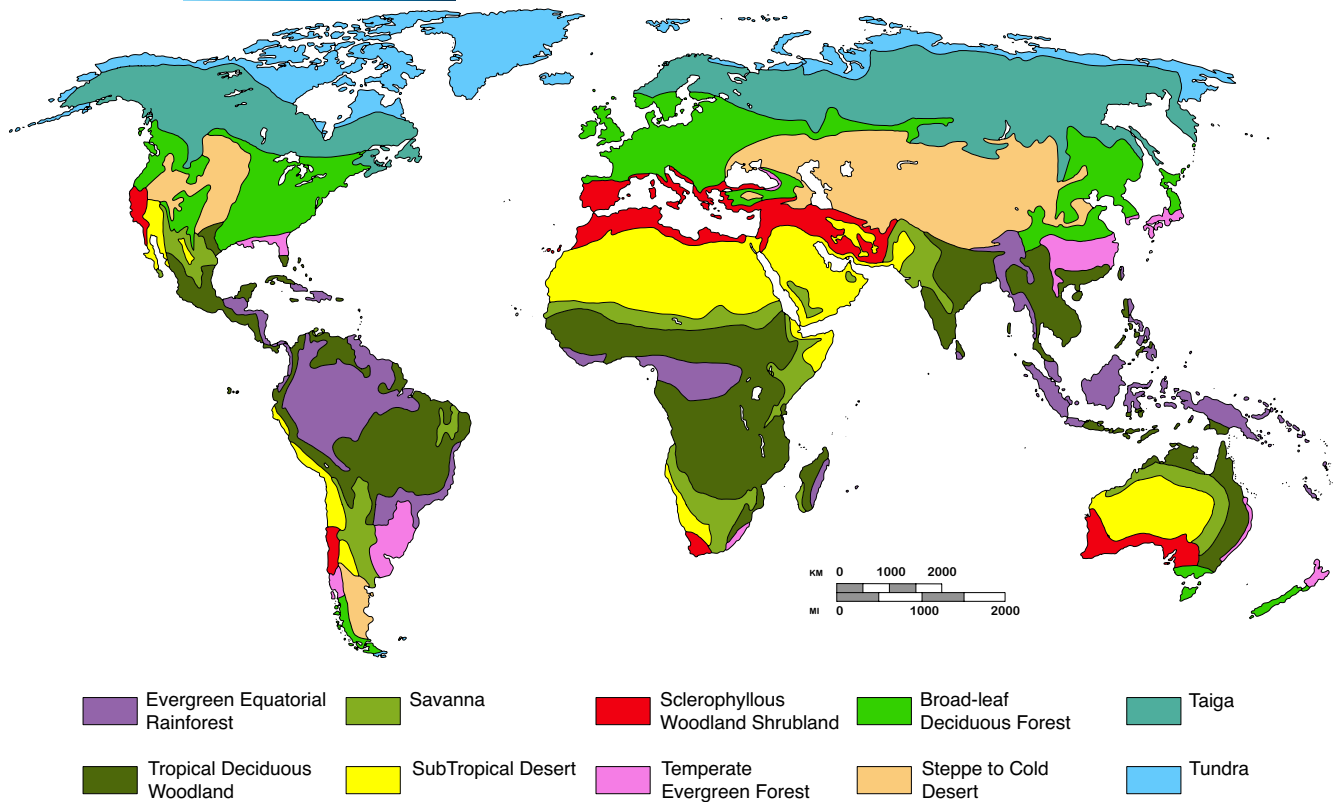 KM 0 1000 2000
MI 0 1000 2000
Evergreen Equatorial
Rainforest
Savanna
Sclerophyllous
Woodland Shrubland
Broad-leaf
Deciduous Forest
Taiga
Tropical Deciduous
Woodland
SubTropical Desert
Temperate
Evergreen Forest
Steppe to Cold
Desert
Tundra